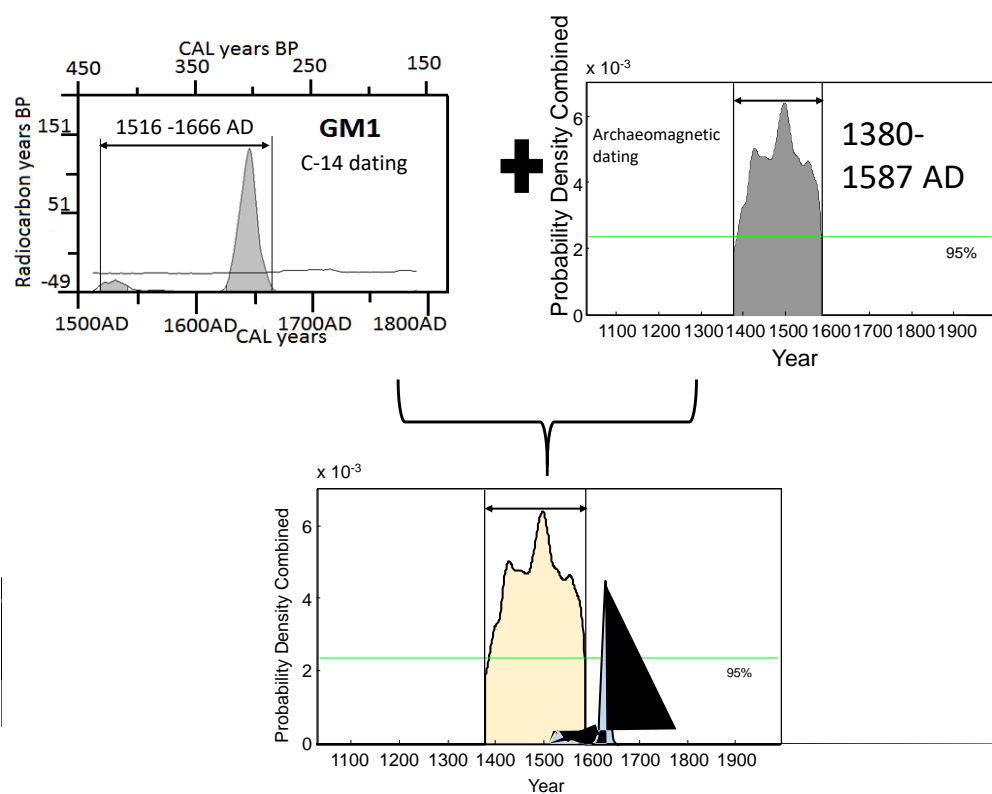 CAL years BP
450 350 250 150
1516 -1666 AD
GM1
C-14 dating
Radiocarbon years BP
151
51
-49
1500AD 1600AD 1700AD 1800AD
CAL years
x 10-3
Probability Density Combined
6
4
2
0
Archaeomagnetic
dating
1380-
1587 AD
95%
1100 1200 1300 1400 1500 1600 1700 1800 1900
Year
x 10-3
Probability Density Combined
6
4
2
0
95%
1100 1200 1300 1400 1500 1600 1700 1800 1900
Year